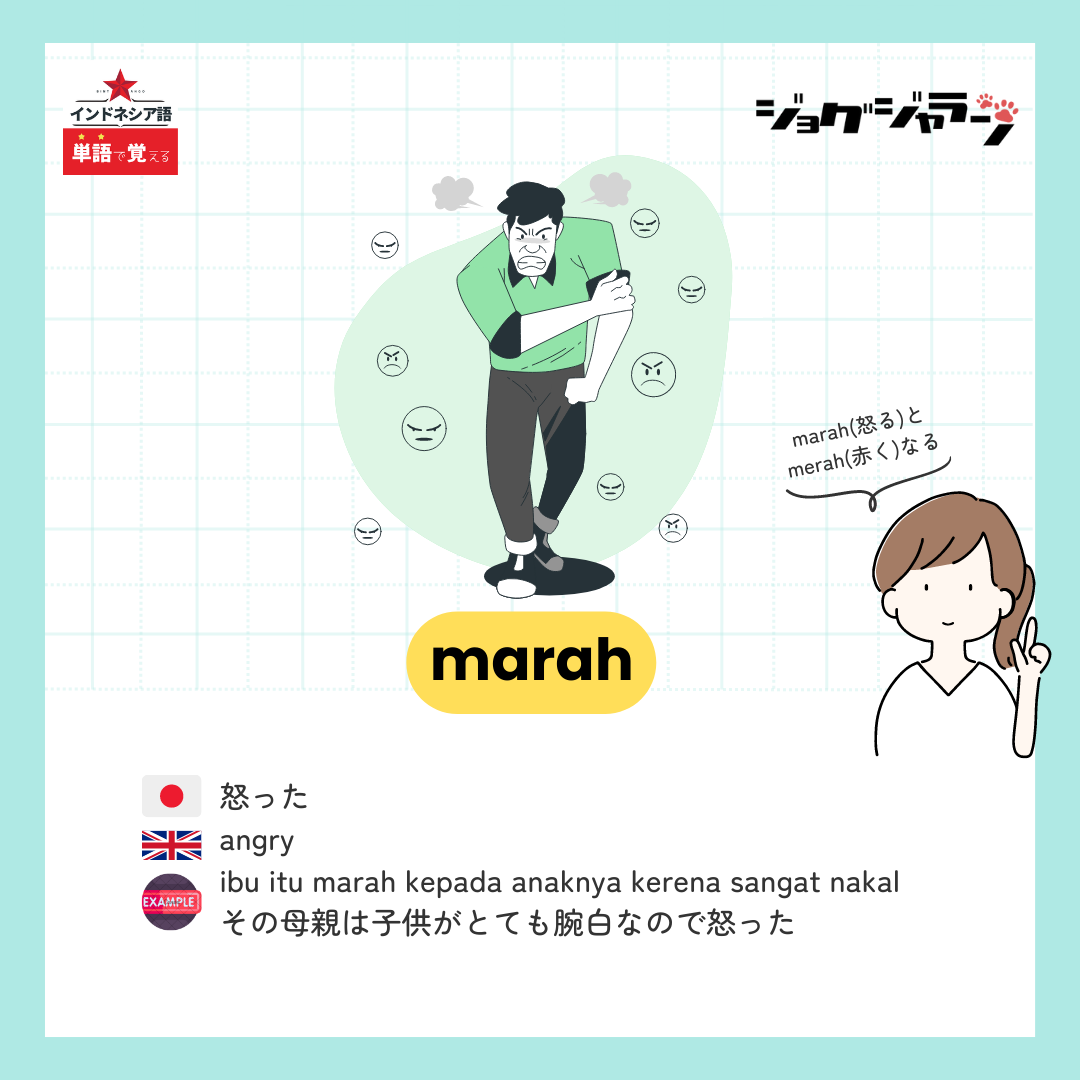 インドネシア語
単語で覚える
ジョグジャラーン
marah(怒る)と
merah(赤く)なる
marah
怒った
angry
EXAMPLE
ibu itu marah kepada anaknya kerena sangat nakal
その母親は子供がとても腕白なので怒った